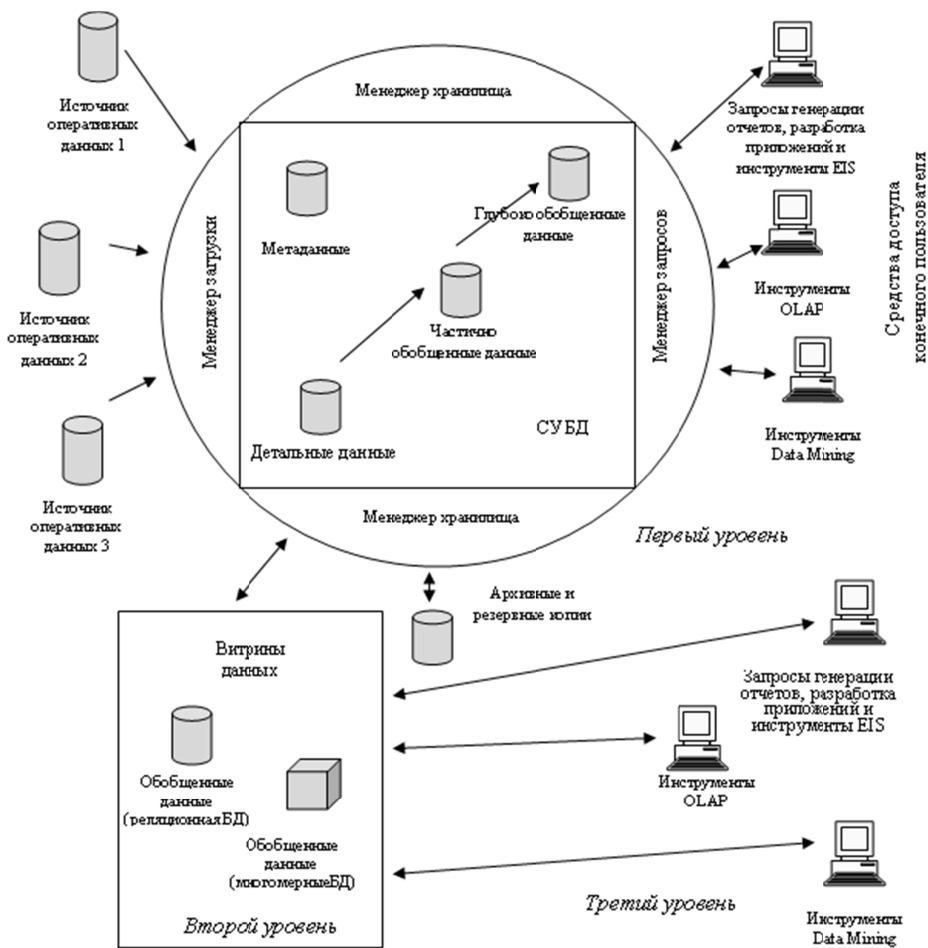 Источник
оперативных
данных 1
Источник
оперативных
данных 2
Источник
оперативных
данных 3
Менеджер хранилища
Менеджер загрузки
Метаданные
Глубоко обобщенные
данные
Частично
обобщенные данные
Детальные данные
СУБД
Менеджер запросов
Менеджер хранилища
Запросы генерации
отчетов, разработка
приложений и
инструменты EIS
Инструменты
OLAP
Инструменты
Data Mining
Средства доступа
конечного пользователя
Первый уровень
Архивные и
резервные копии
Витрины
данных
Обобщенные
данные
(реляционная БД)
Обобщенные
данные
(многомерные БД)
Второй уровень
Запросы генерации
отчетов, разработка
приложений и
инструменты EIS
Инструменты
OLAP
Третий уровень
Инструменты
Data Mining